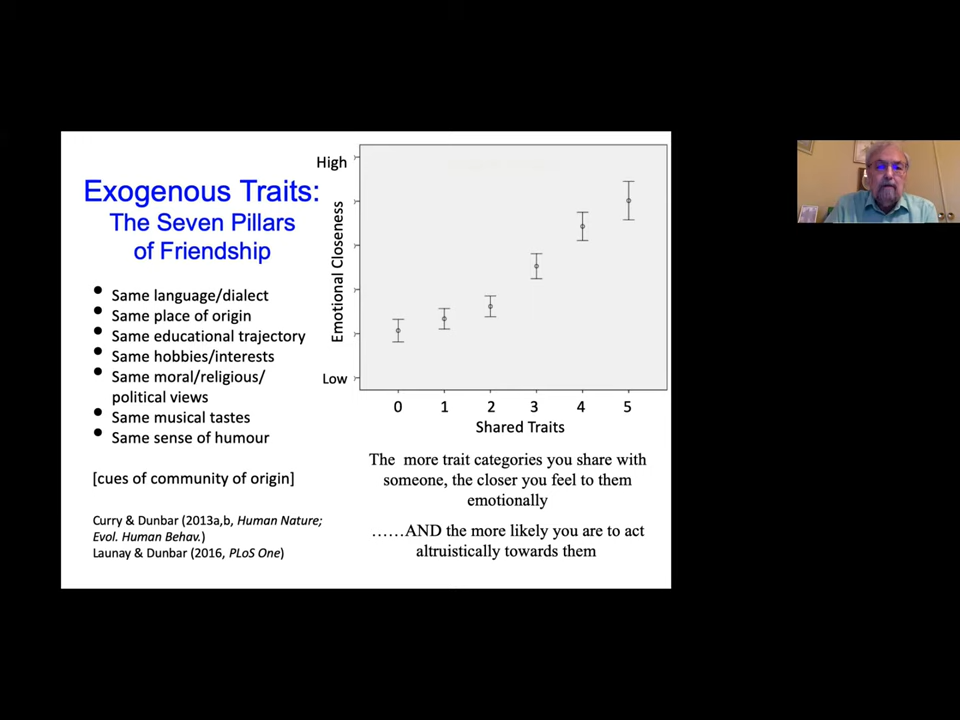 Exogenous Traits:
The Seven Pillars
of Friendship
• Same language/dialect
• Same place of origin
• Same educational trajectory
• Same hobbies/interests
• Same moral/religious/
political views
• Same musical tastes
• Same sense of humour
[cues of community of origin]
Curry & Dunbar (2013a,b, Human Nature;
Evol. Human Behav.)
Launay & Dunbar (2016, PLoS One)
High
Emotional Closeness
Low
0 1 2 3 4 5
Shared Traits
The more trait categories you share with
someone, the closer you feel to them
emotionally
……AND the more likely you are to act
altruistically towards them